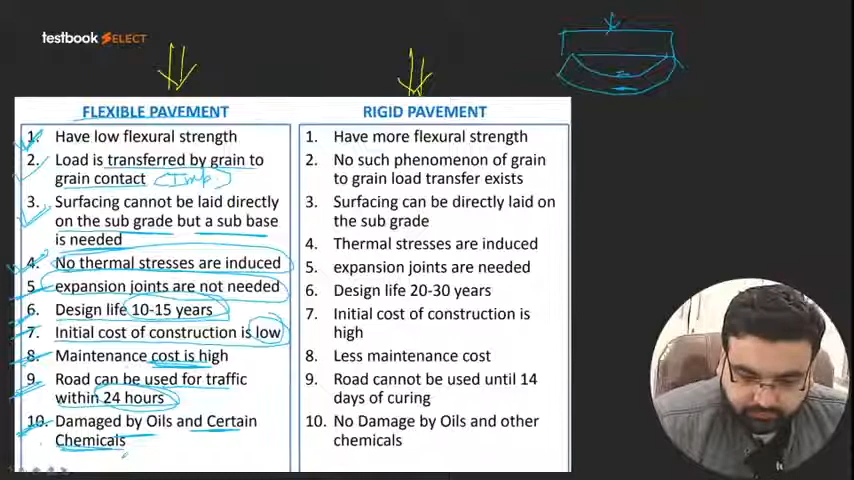 testbook SELECT
FLEXIBLE PAVEMENT
1. Have low flexural strength
2. Load is transferred by grain to
grain contact (Imp.)
3. Surfacing cannot be laid directly
on the sub grade but a sub base
is needed
4. No thermal stresses are induced
5. expansion joints are not needed
6. Design life 10-15 years
7. Initial cost of construction is low
8. Maintenance cost is high
9. Road can be used for traffic
within 24 hours
10. Damaged by Oils and Certain
Chemicals
RIGID PAVEMENT
1. Have more flexural strength
2. No such phenomenon of grain
to grain load transfer exists
3. Surfacing can be directly laid on
the sub grade
4. Thermal stresses are induced
5. expansion joints are needed
6. Design life 20-30 years
7. Initial cost of construction is
high
8. Less maintenance cost
9. Road cannot be used until 14
days of curing
10. No Damage by Oils and other
chemicals